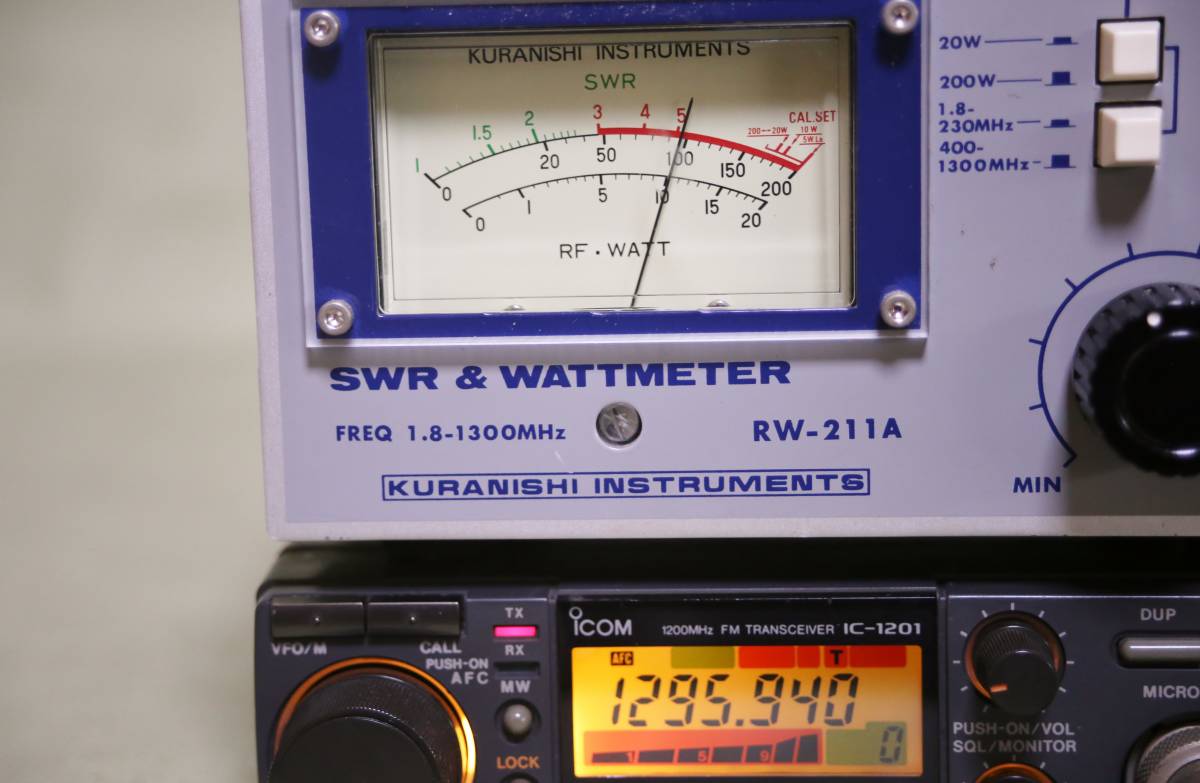 KURANISHI INSTRUMENTS
SWR
1 1.5 2 3 4 5 CAL.SET
200-20W 10W
5W Lo
0 20 50 100 150 200
0 1 5 10 15 20
RF·WATT
20W
200W
1.8-
230MHz
400-
1300MHz
SWR & WATTMETER
FREQ 1.8-1300MHz
RW-211A
KURANISHI INSTRUMENTS
MIN
VFO/M
CALL
PUSH-ON
AFC
TX
RX
MW
LOCK
ICOM
1200MHz FM TRANSCEIVER IC-1201
AFC
T
1295.940
1 5 9
0
PUSH-ON/VOL
SQL/MONITOR
DUP
MICRO